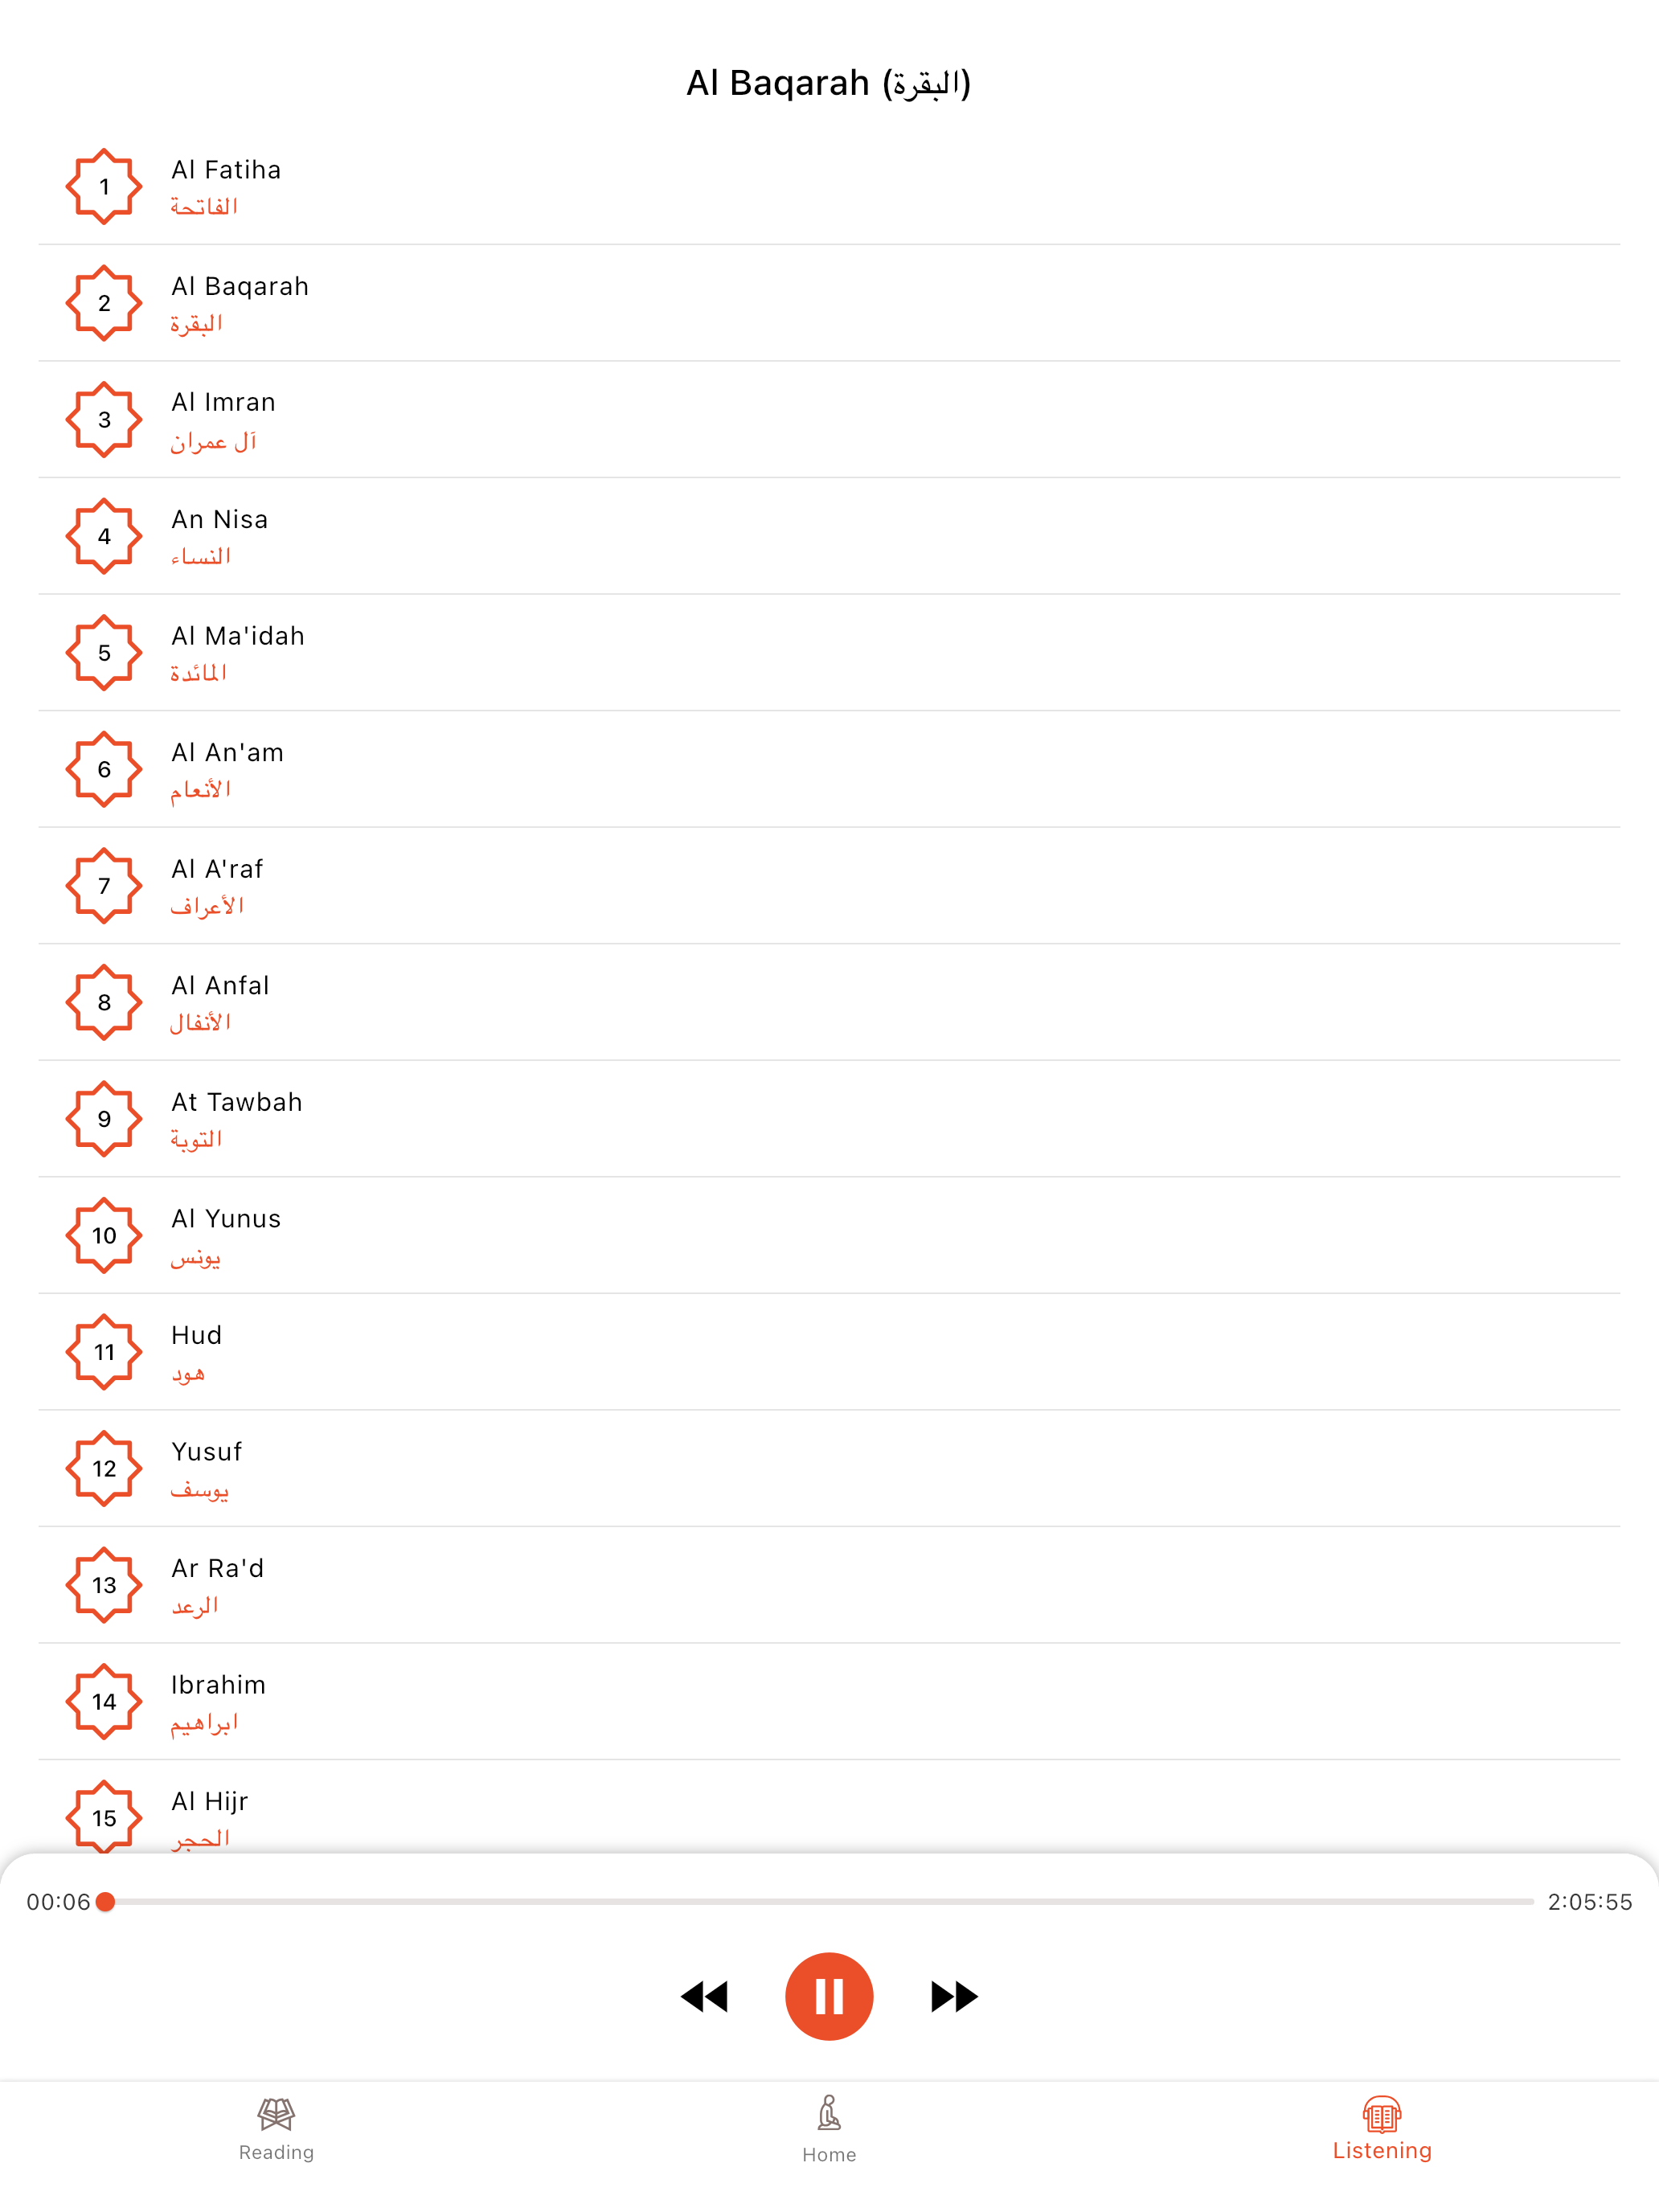 Al Baqarah (البقرة)
1
Al Fatiha
الفاتحة
2
Al Baqarah
البقرة
3
Al Imran
آل عمران
4
An Nisa
النساء
5
Al Ma'idah
المائدة
6
Al An'am
الأنعام
7
Al A'raf
الأعراف
8
Al Anfal
الأنفال
9
At Tawbah
التوبة
10
Al Yunus
يونس
11
Hud
هود
12
Yusuf
يوسف
13
Ar Ra'd
الرعد
14
Ibrahim
ابراهيم
15
Al Hijr
الحجر
00:06 2:05:55
Reading Home Listening